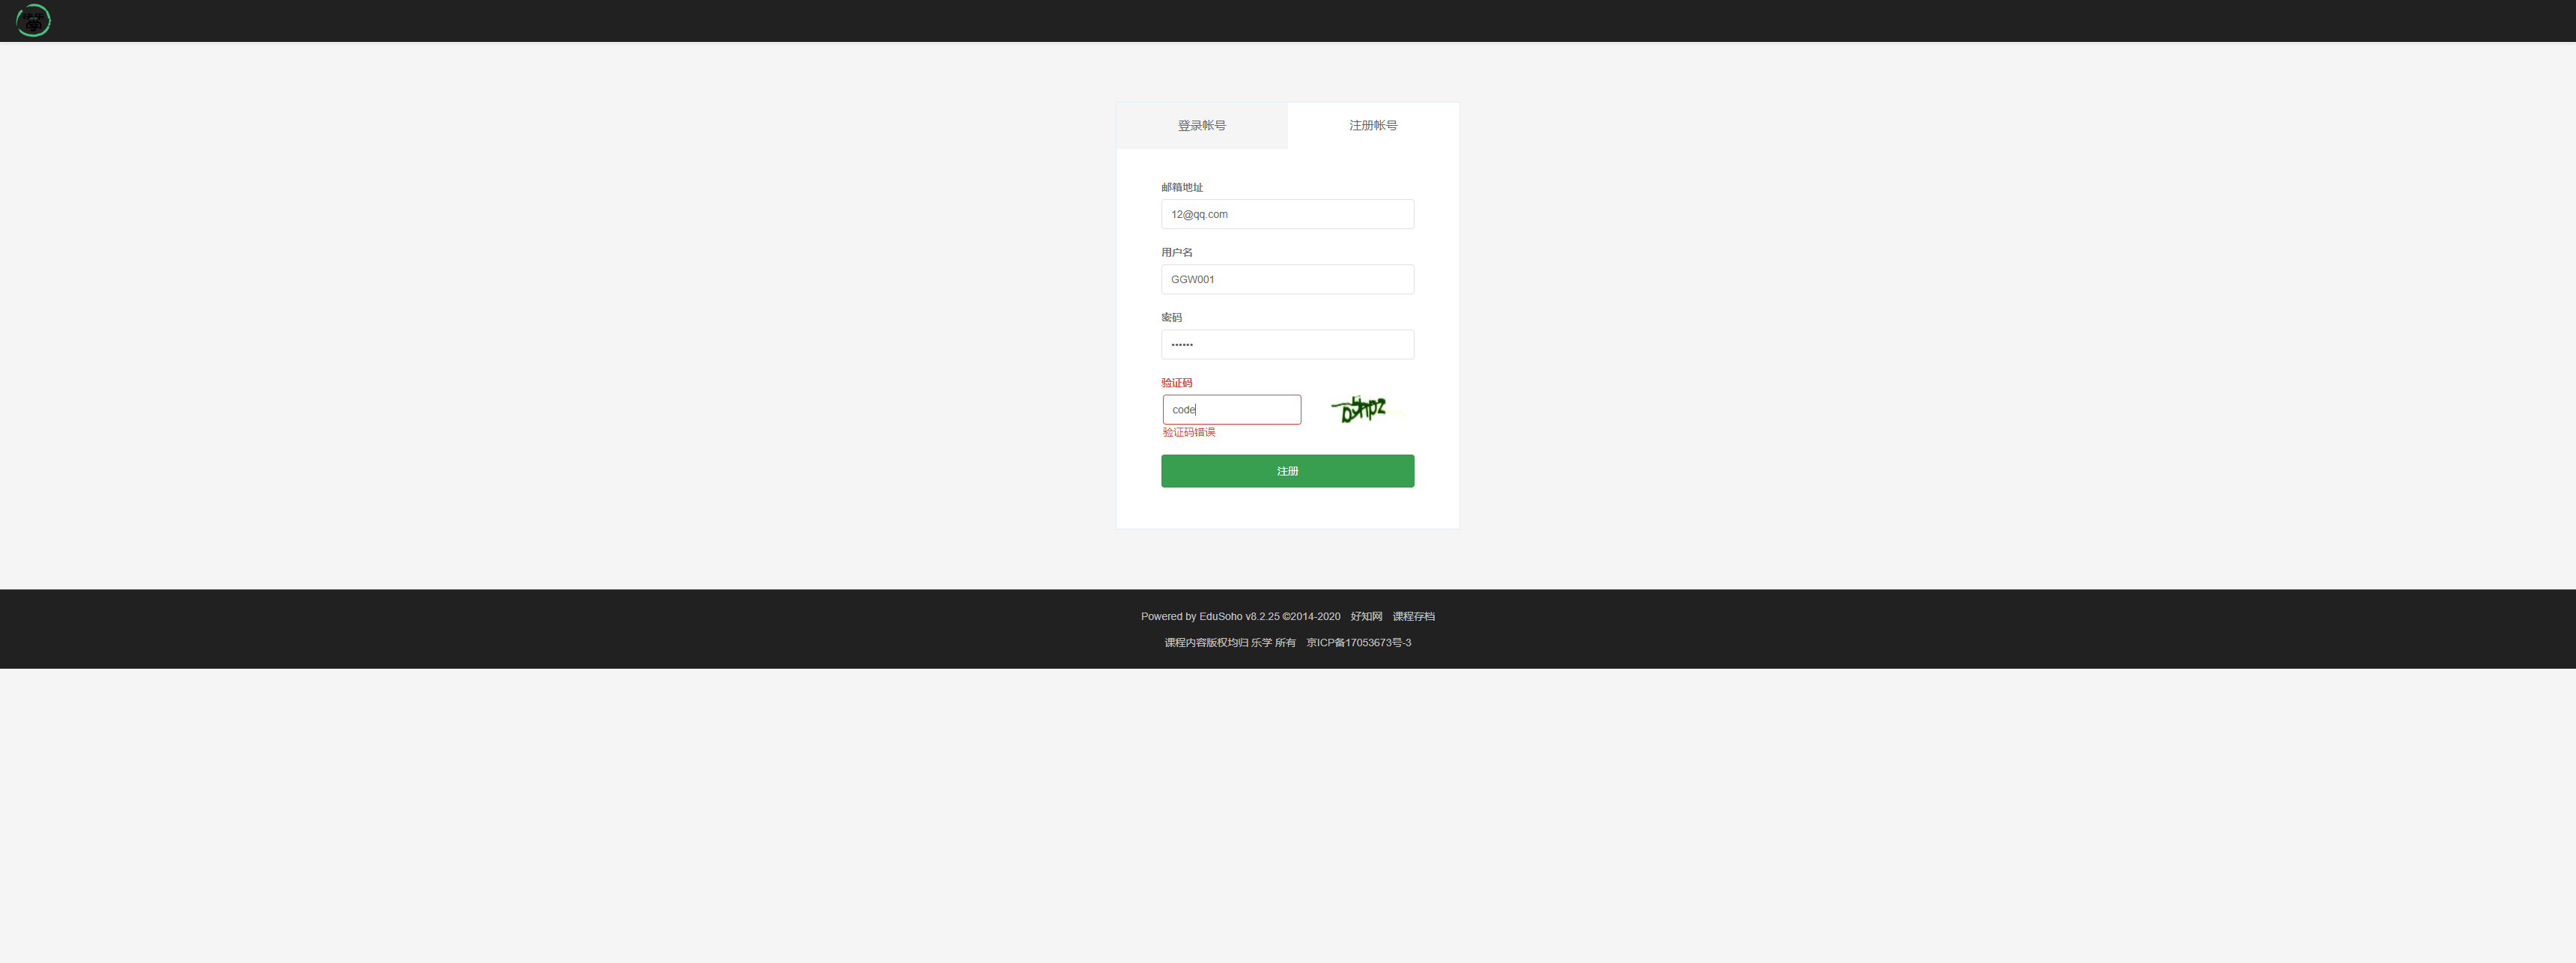 登录帐号 注册帐号
邮箱地址
12@qq.com
用户名
GGW001
密码
••••••
验证码
code
验证码错误
注册
Powered by EduSoho v8.2.25 ©2014-2020 好知网 课程存档
课程内容版权均归 乐学 所有 京ICP备17053673号-3